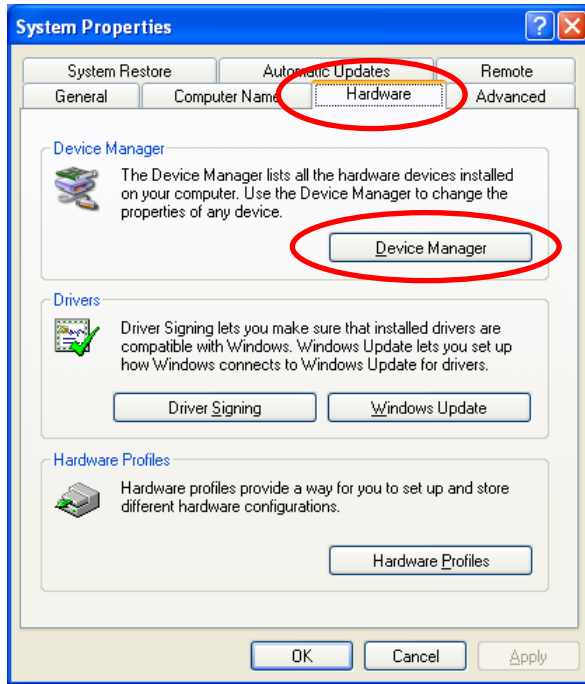 System Properties
System Restore Automatic Updates Remote
General Computer Name Hardware Advanced
Device Manager
The Device Manager lists all the hardware devices installed
on your computer. Use the Device Manager to change the
properties of any device.
Device Manager
Drivers
Driver Signing lets you make sure that installed drivers are
compatible with Windows. Windows Update lets you set up
how Windows connects to Windows Update for drivers.
Driver Signing Windows Update
Hardware Profiles
Hardware profiles provide a way for you to set up and store
different hardware configurations.
Hardware Profiles
OK Cancel Apply